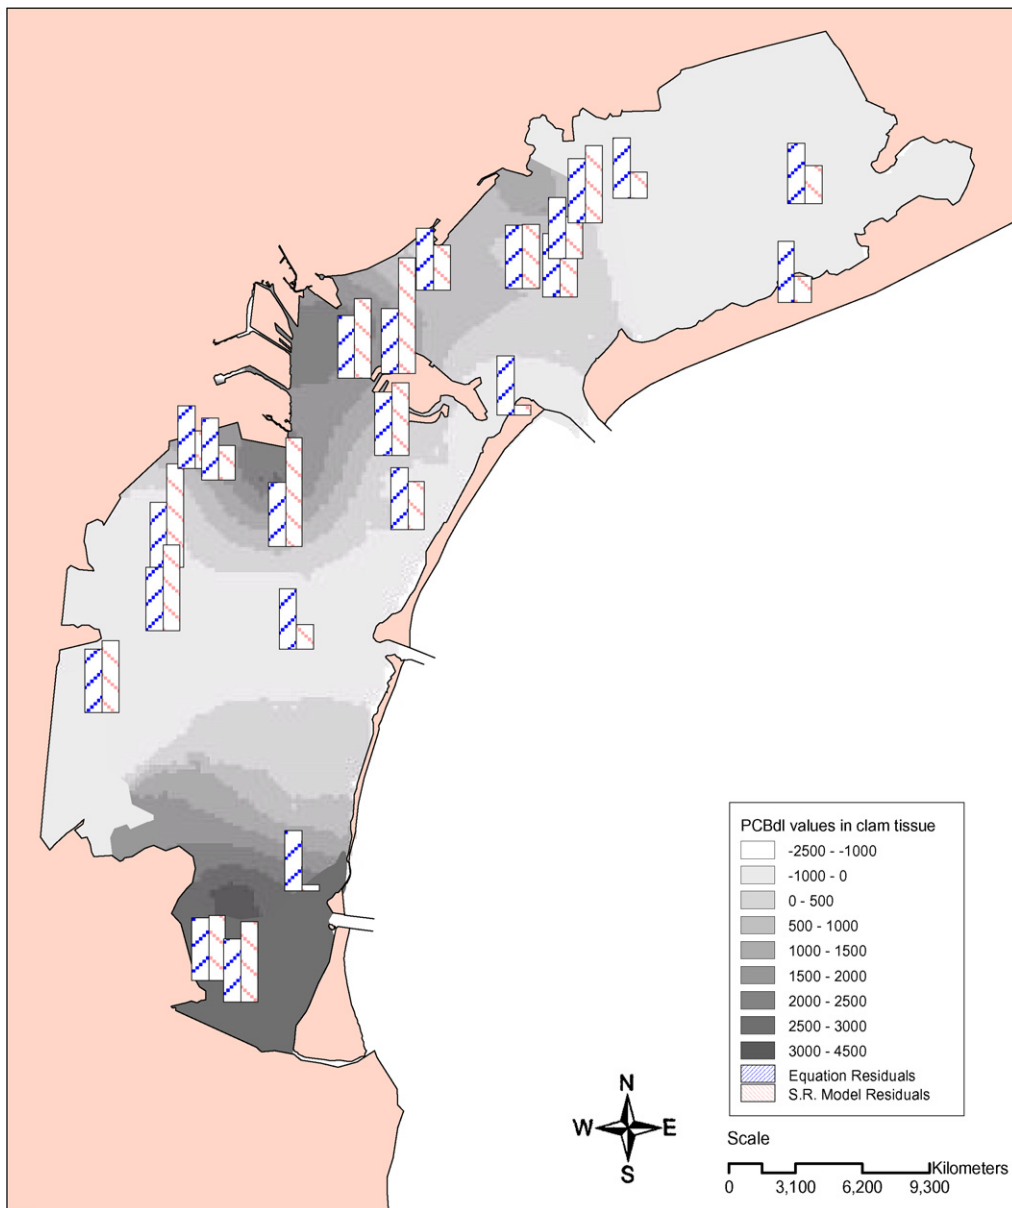 PCBdl values in clam tissue
-2500 - -1000
-1000 - 0
0 - 500
500 - 1000
1000 - 1500
1500 - 2000
2000 - 2500
2500 - 3000
3000 - 4500
Equation Residuals
S.R. Model Residuals
N
W E
S
Scale
Kilometers
0 3,100 6,200 9,300